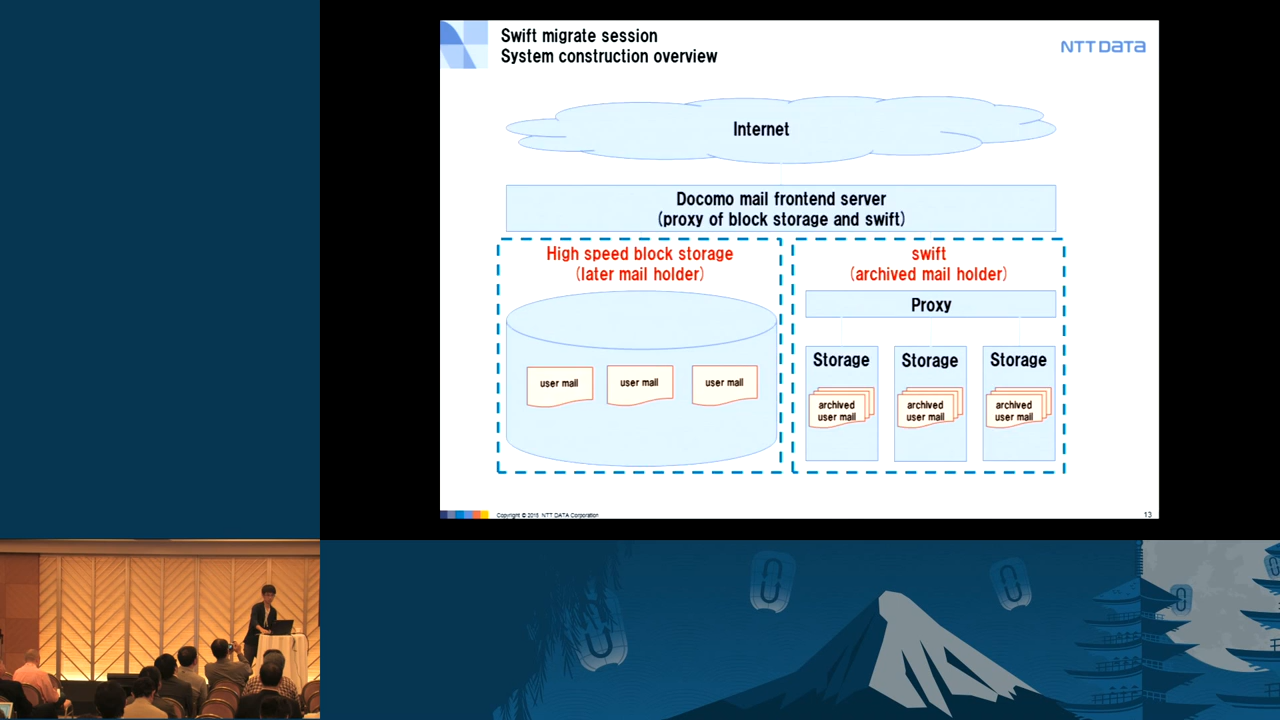 Swift migrate session
System construction overview
NTT DATA
Internet
Docomo mail frontend server
(proxy of block storage and swift)
High speed block storage
(later mail holder)
swift
(archived mail holder)
Proxy
Storage
Storage
Storage
user mail
user mail
user mail
archived
user mail
archived
user mail
archived
user mail
Copyright © 2015 NTT DATA Corporation
13